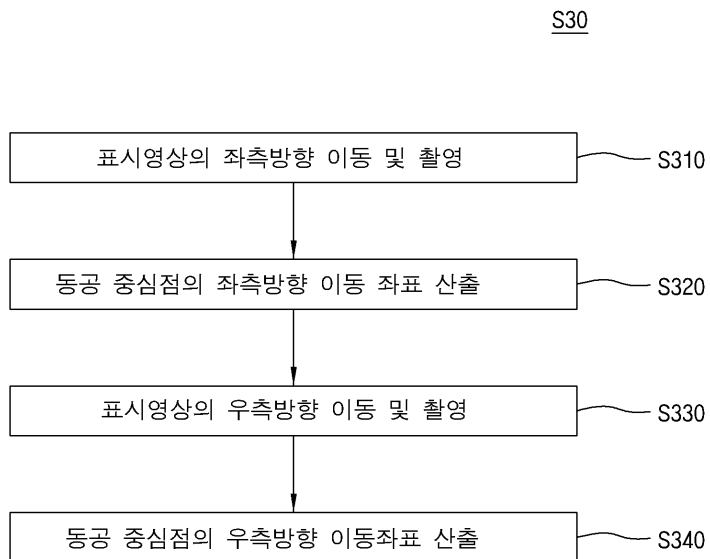 S30
표시영상의 좌측방향 이동 및 촬영
S310
동공 중심점의 좌측방향 이동 좌표 산출
S320
표시영상의 우측방향 이동 및 촬영
S330
동공 중심점의 우측방향 이동좌표 산출
S340